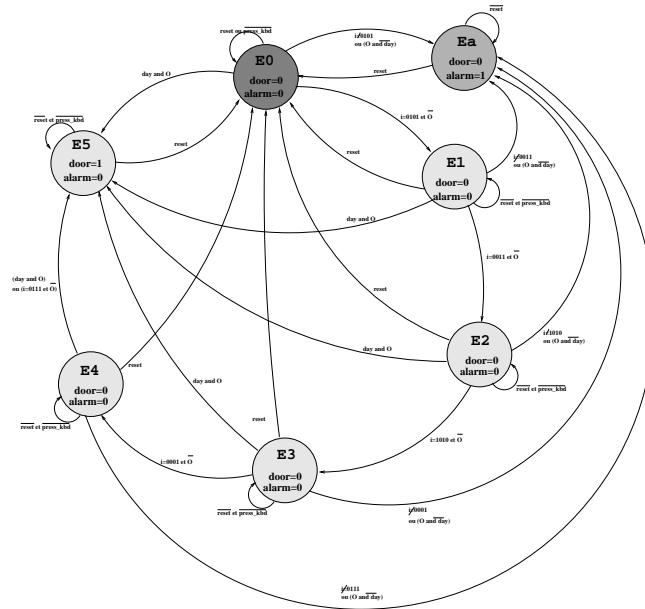 reset
reset ou press_kbd
E0
door=0
alarm=0
i≠0101
ou (O and day)
Ea
door=0
alarm=1
reset
day and O
i=0101 et O
reset et press_kbd
E5
door=1
alarm=0
reset
reset
E1
door=0
alarm=0
i≠0011
ou (O and day)
reset et press_kbd
day and O
i=0011 et O
(day and O)
ou (i=0111 et O)
reset
E2
door=0
alarm=0
i≠1010
ou (O and day)
day and O
reset et press_kbd
E4
door=0
alarm=0
reset
day and O
reset et press_kbd
reset
i=1010 et O
E3
door=0
alarm=0
i=0001 et O
reset et press_kbd
i≠0001
ou (O and day)
i≠0111
ou (O and day)